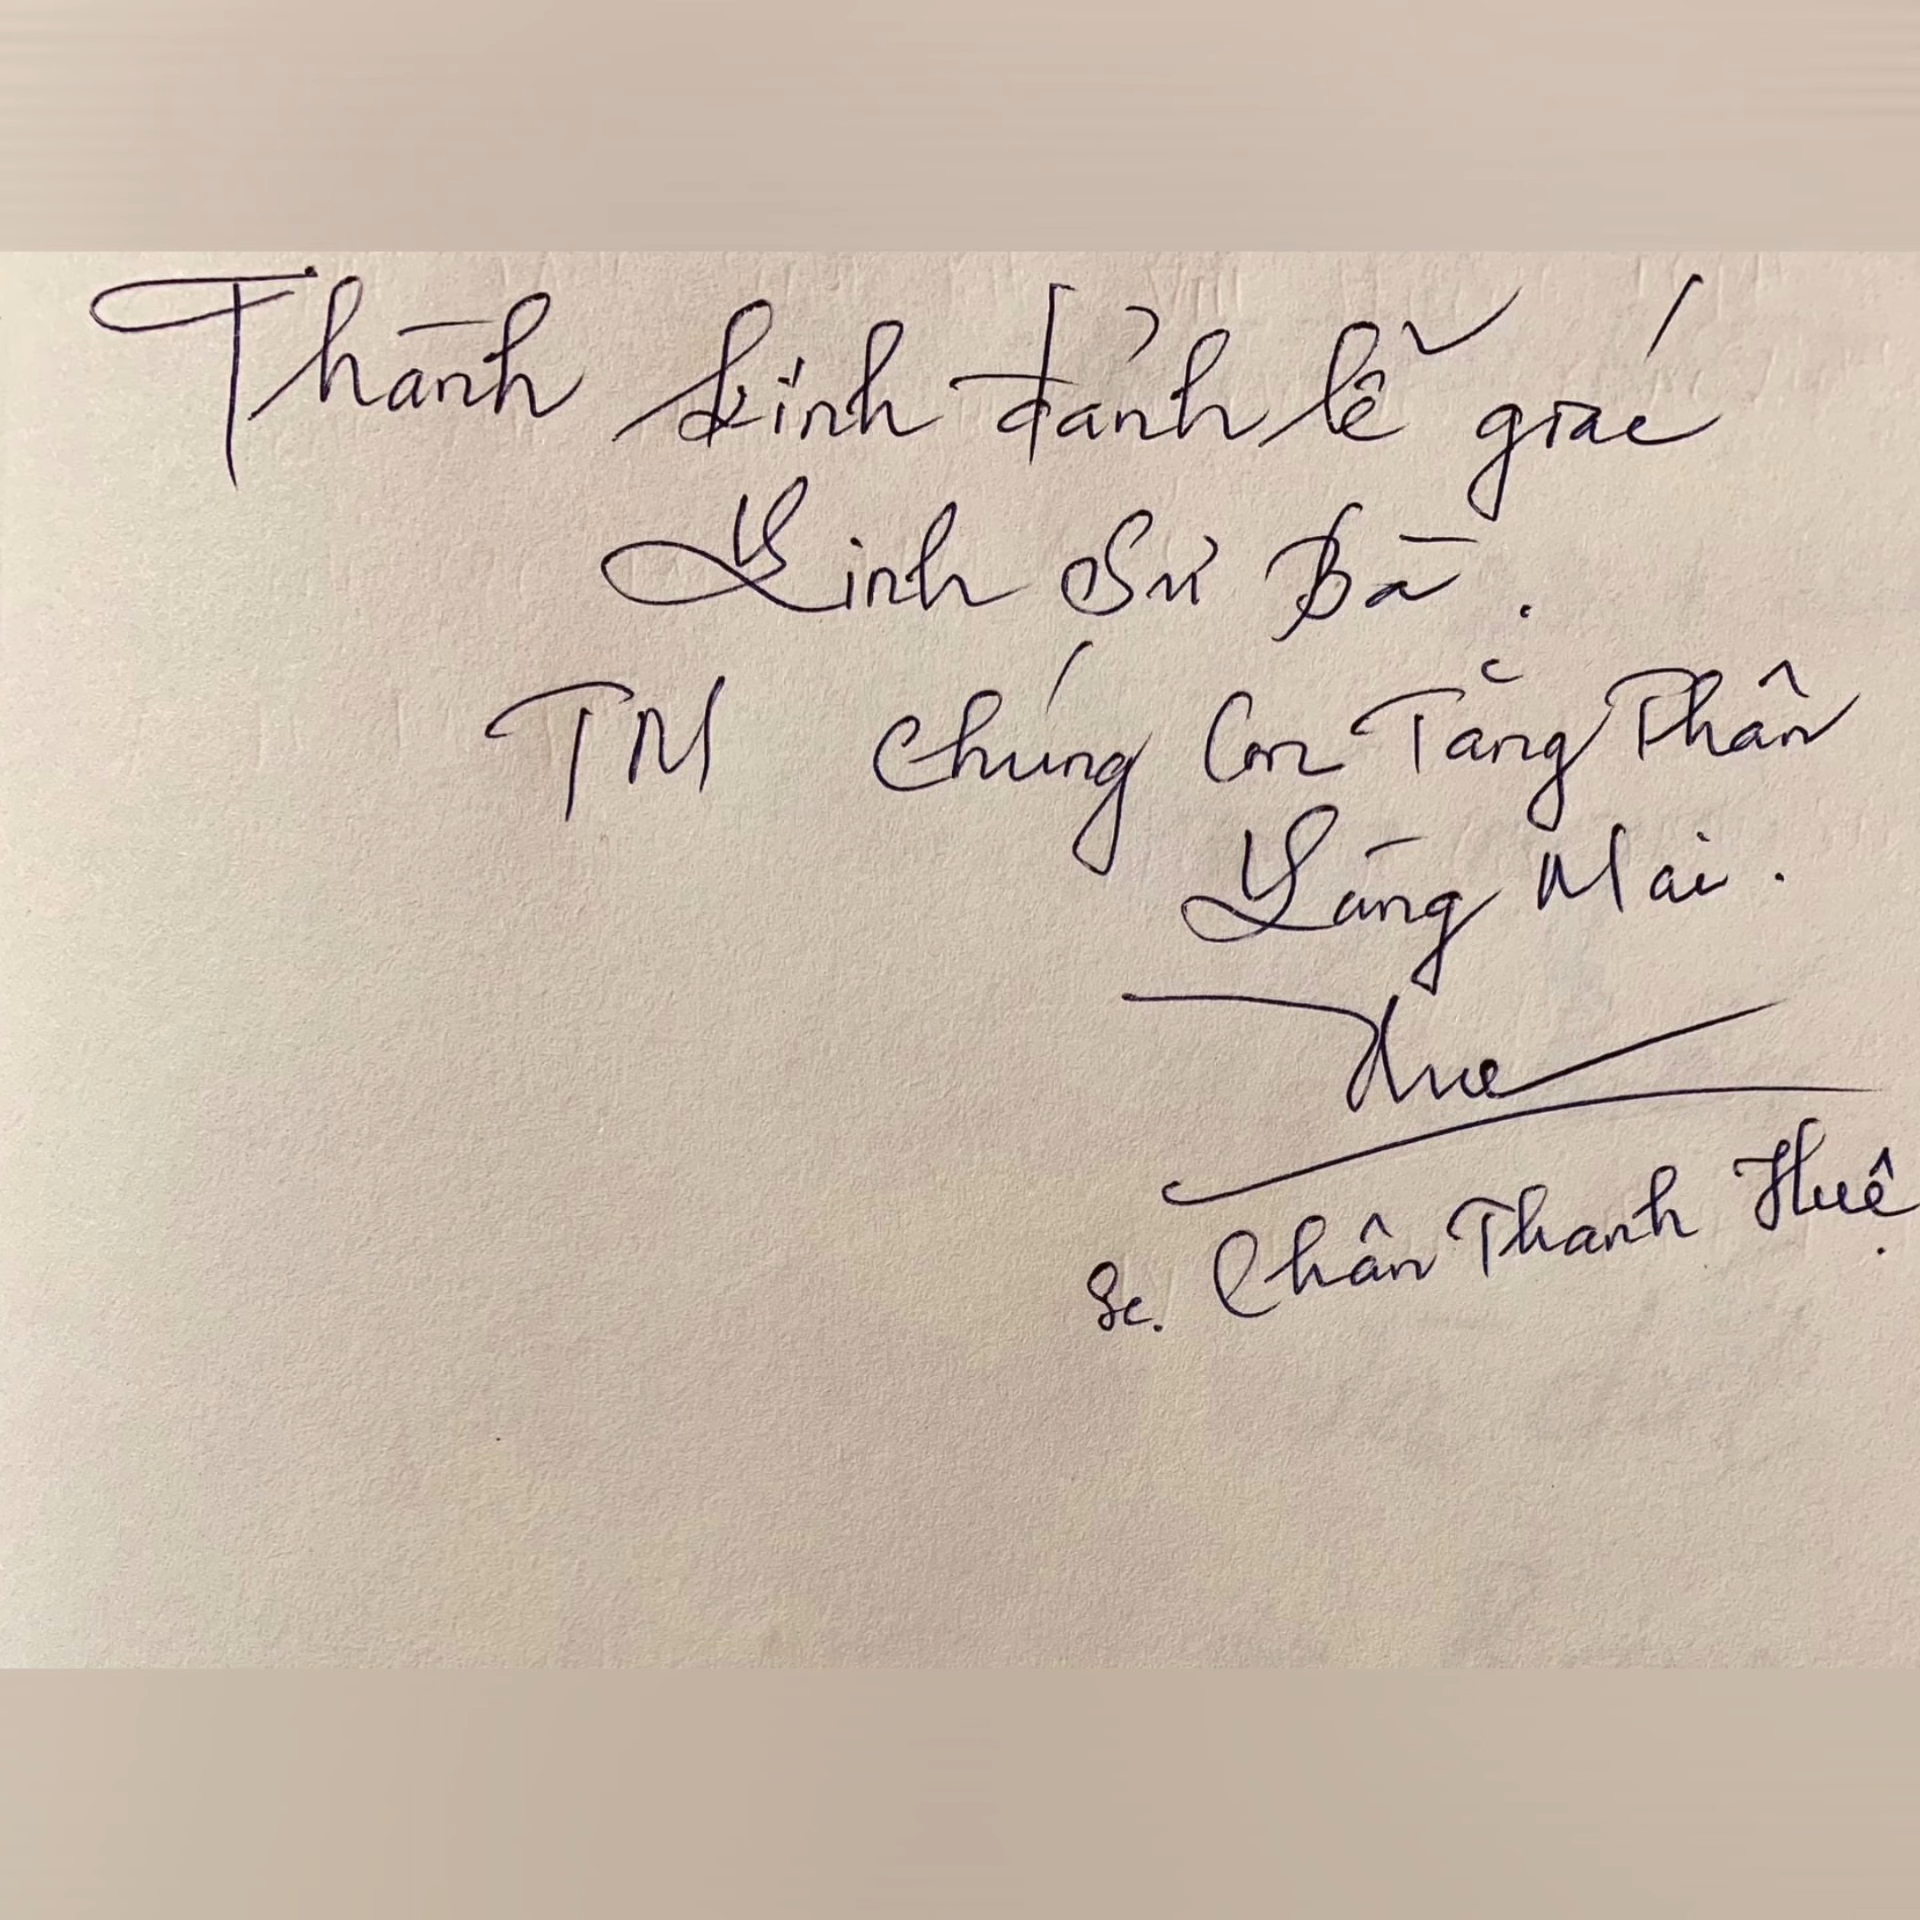 Thành kính đảnh lễ giác
Linh Sư Bà.
TM chúng con Tăng Thân
Làng Mai.
Hue
Sc. Chân Thanh Huệ